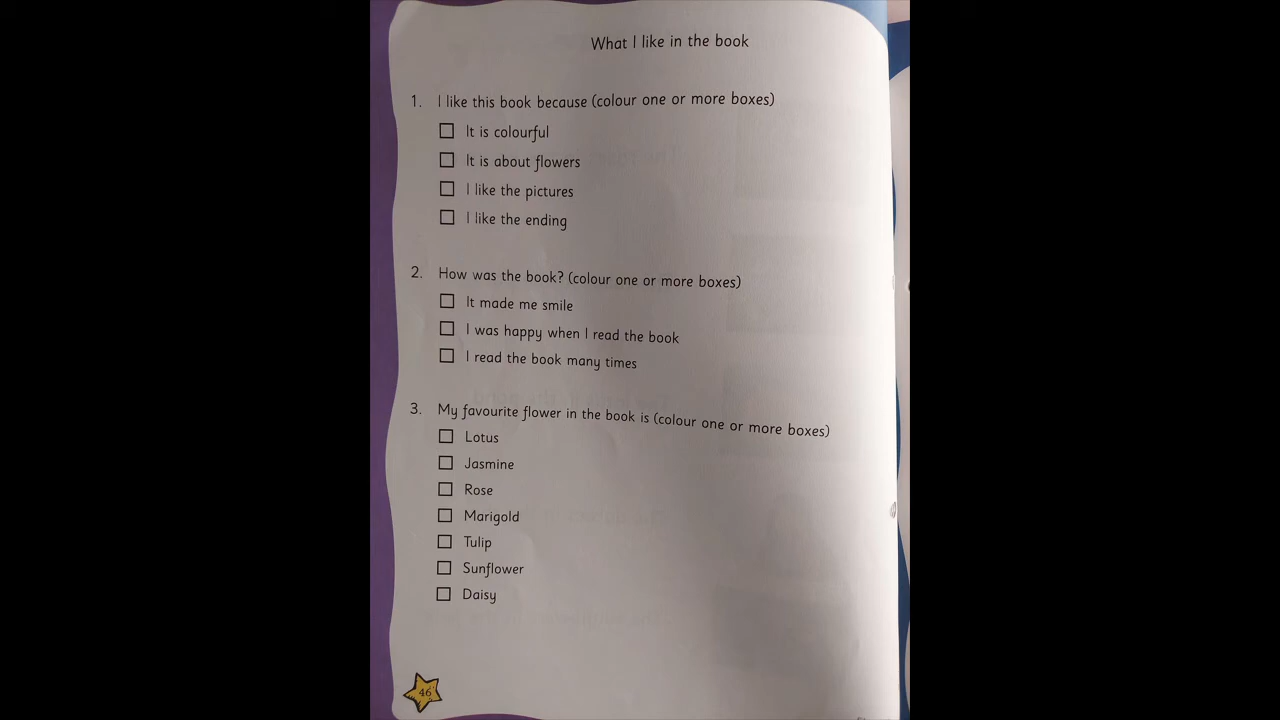 What I like in the book
1. I like this book because (colour one or more boxes)
It is colourful
It is about flowers
I like the pictures
I like the ending
2. How was the book? (colour one or more boxes)
It made me smile
I was happy when I read the book
I read the book many times
3. My favourite flower in the book is (colour one or more boxes)
Lotus
Jasmine
Rose
Marigold
Tulip
Sunflower
Daisy
46